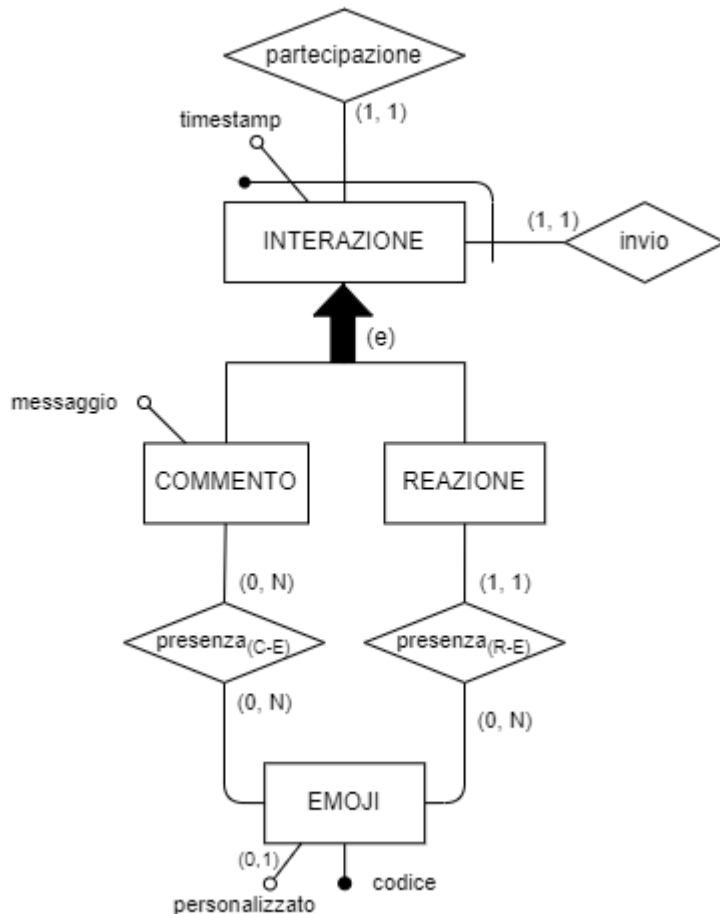 partecipazione
(1, 1)
timestamp
INTERAZIONE
(1, 1)
invio
(e)
messaggio
COMMENTO
REAZIONE
(0, N)
(1, 1)
presenza(C-E)
presenza(R-E)
(0, N)
(0, N)
EMOJI
(0,1)
codice
personalizzato